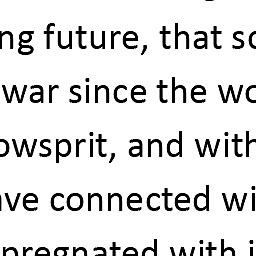 ng future, that so
war since the wo
owsprit, and with
ave connected wi
pregnated with i